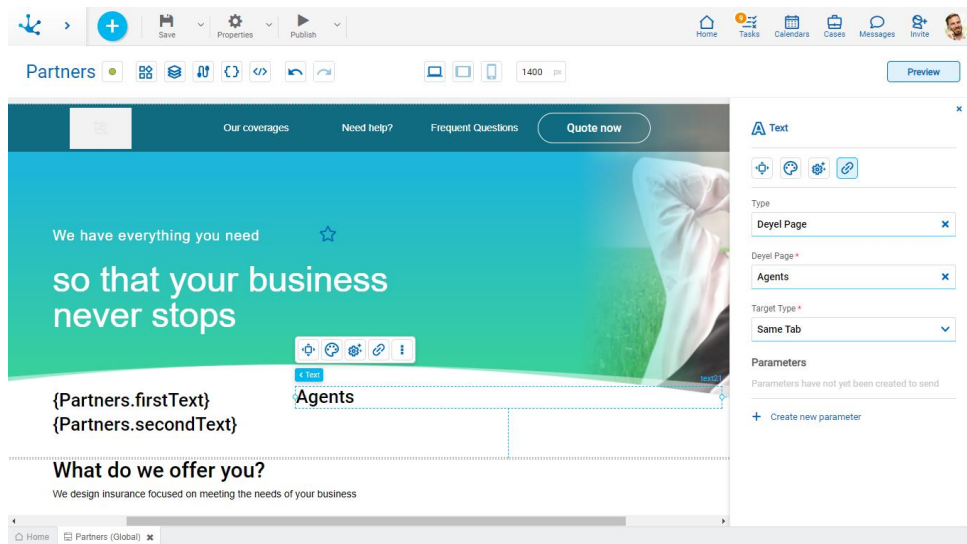 Save
Properties
Publish
Home
9
Tasks
Calendars
Cases
Messages
Invite
Partners
1400 px
Preview
Our coverages
Need help?
Frequent Questions
Quote now
We have everything you need
so that your business
never stops
< Text
text21
Agents
{Partners.firstText}
{Partners.secondText}
What do we offer you?
We design insurance focused on meeting the needs of your business
Text
Type
Deyel Page
Deyel Page *
Agents
Target Type *
Same Tab
Parameters
Parameters have not yet been created to send
+ Create new parameter
Home
Partners (Global)